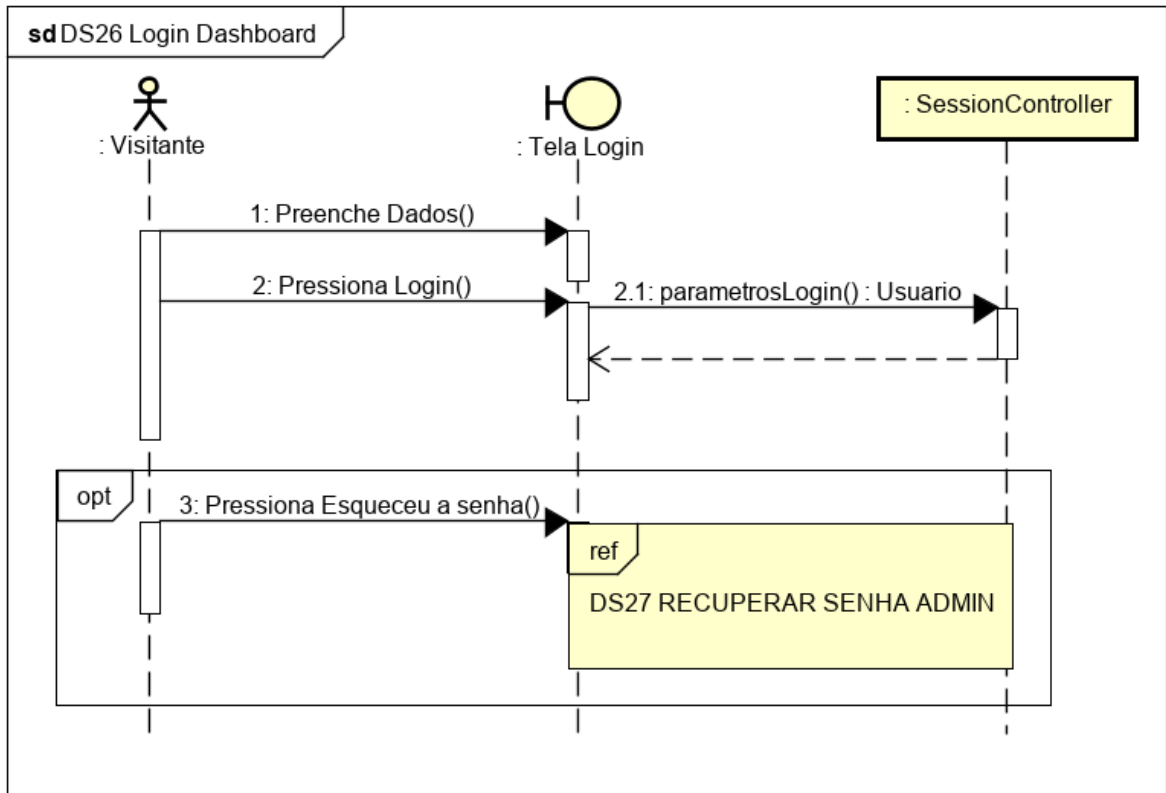 sd DS26 Login Dashboard
: Visitante
: Tela Login
: SessionController
1: Preenche Dados()
2: Pressiona Login()
2.1: parametrosLogin() : Usuario
opt
3: Pressiona Esqueceu a senha()
ref
DS27 RECUPERAR SENHA ADMIN